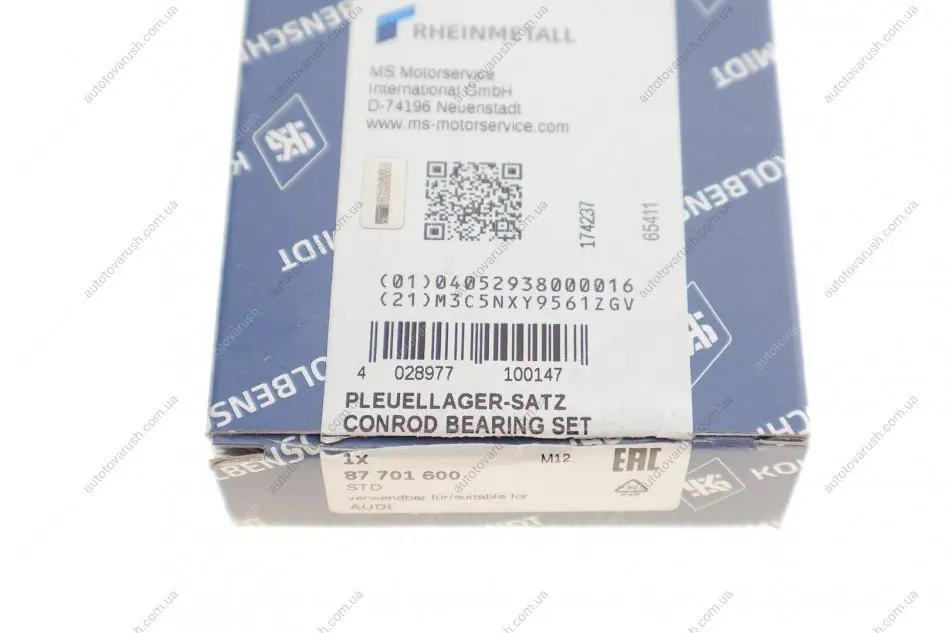 RHEINMETALL
MS Motorservice
International GmbH
D-74196 Neuenstadt
www.ms-motorservice.com
174237
65411
(01)04052938000016
(21)M3C5NXY9561ZGV
4 028977 100147
PLEUELLAGER-SATZ
CONROD BEARING SET
1x M12 EAC
87 701 600
STD
verwendbar für/suitable for
AUDI
KOLBENSCHMIDT
autotovarush.com.ua